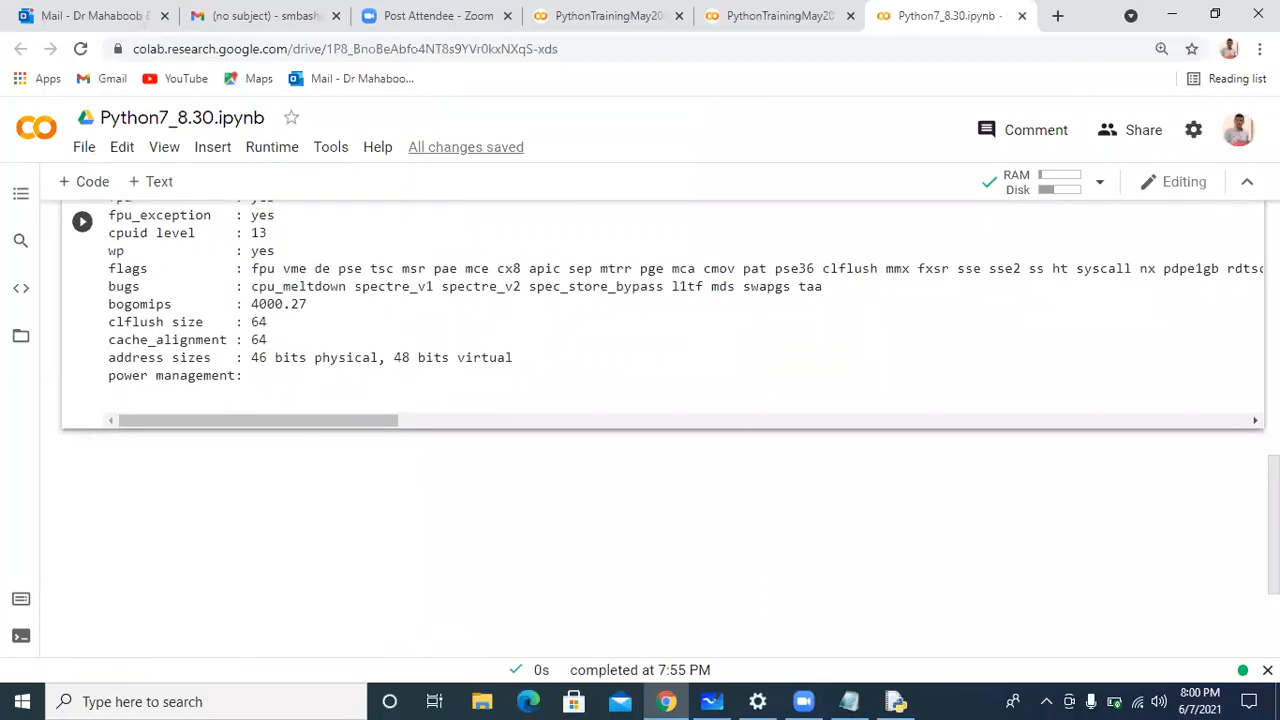 Mail - Dr Mahaboob B
(no subject) - smbasha
Post Attendee - Zoom
PythonTrainingMay202
PythonTrainingMay202
Python7_8.30.ipynb -
colab.research.google.com/drive/1P8_BnoBeAbfo4NT8s9YVr0kxNXqS-xds
Apps
Gmail
YouTube
Maps
Mail - Dr Mahaboo...
Reading list
Python7_8.30.ipynb
Comment
Share
File Edit View Insert Runtime Tools Help All changes saved
+ Code + Text
RAM
Disk
Editing
fpu_exception : yes
cpuid level : 13
wp : yes
flags : fpu vme de pse tsc msr pae mce cx8 apic sep mtrr pge mca cmov pat pse36 clflush mmx fxsr sse sse2 ss ht syscall nx pdpe1gb rdtsc
bugs : cpu_meltdown spectre_v1 spectre_v2 spec_store_bypass l1tf mds swapgs taa
bogomips : 4000.27
clflush size : 64
cache_alignment : 64
address sizes : 46 bits physical, 48 bits virtual
power management:
0s completed at 7:55 PM
Type here to search
8:00 PM
6/7/2021